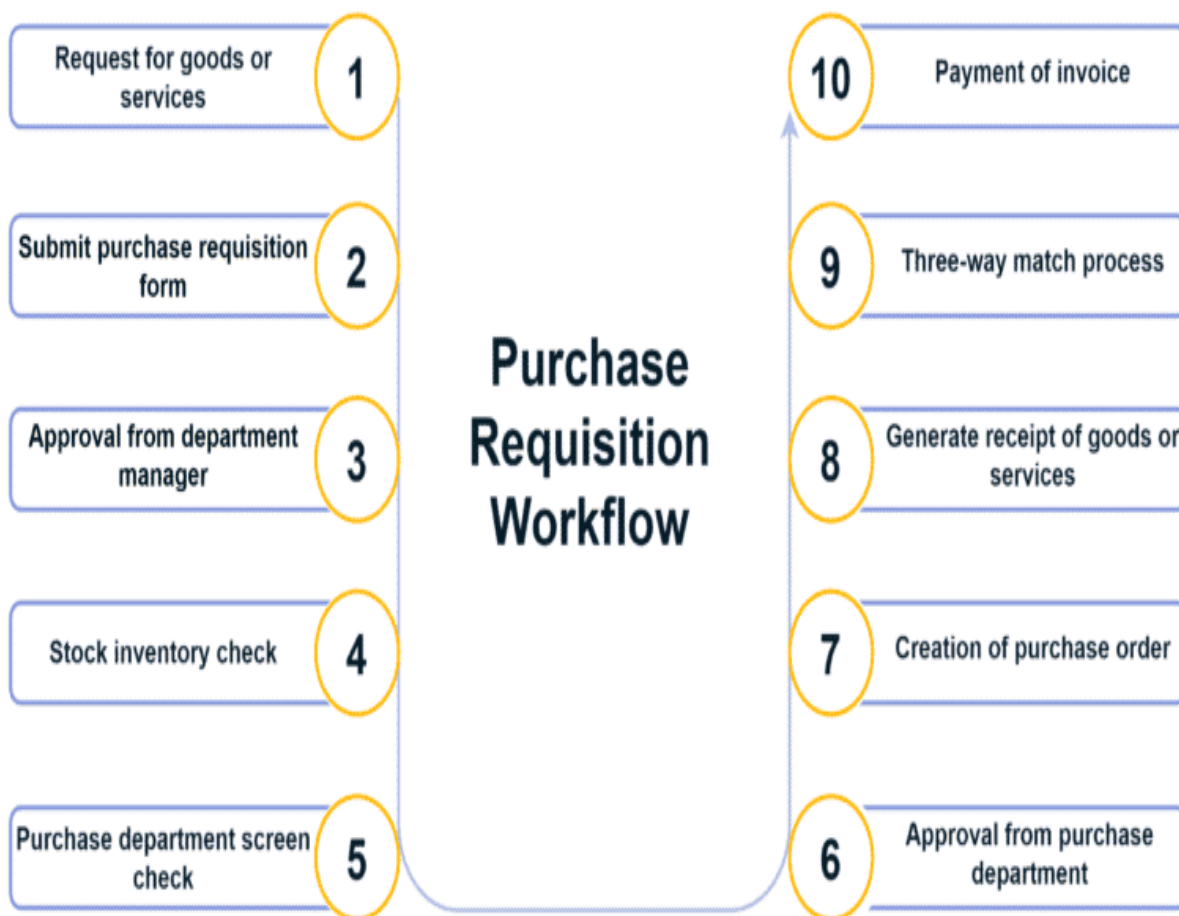 1
Request for goods or
services
2
Submit purchase requisition
form
3
Approval from department
manager
4
Stock inventory check
5
Purchase department screen
check
Purchase
Requisition
Workflow
6
Approval from purchase
department
7
Creation of purchase order
8
Generate receipt of goods or
services
9
Three-way match process
10
Payment of invoice